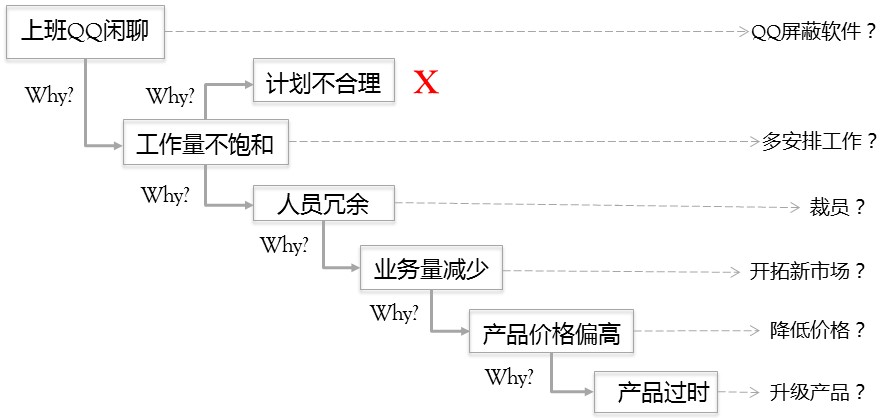 上班QQ闲聊
QQ屏蔽软件？
Why?
Why?
计划不合理
X
工作量不饱和
多安排工作？
Why?
人员冗余
裁员？
Why?
业务量减少
开拓新市场？
Why?
产品价格偏高
降低价格？
Why?
产品过时
升级产品？